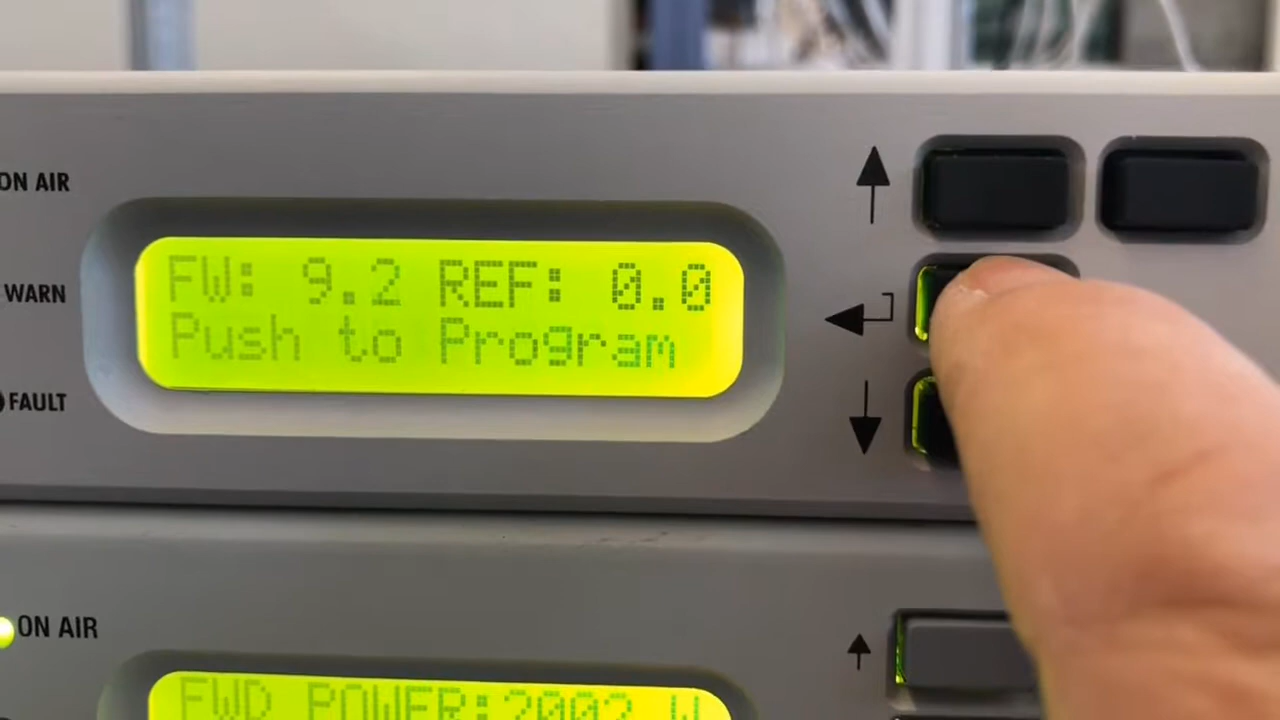 ON AIR
FW: 9.2 REF: 0.0
WARN
Push to Program
FAULT
ON AIR
FWD POWER:2002 W